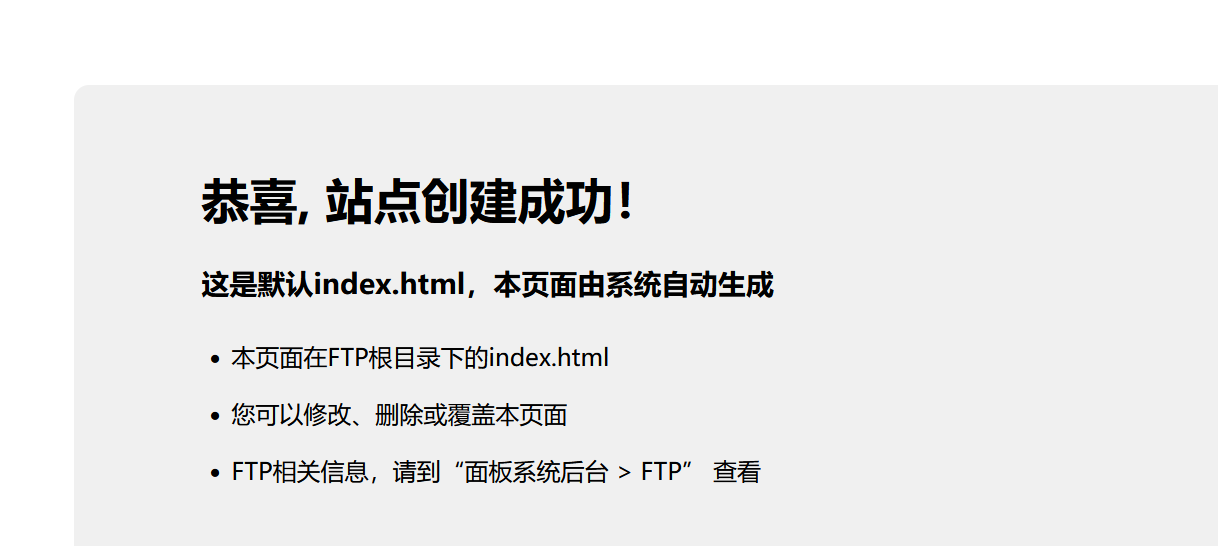 恭喜, 站点创建成功！
这是默认index.html，本页面由系统自动生成
本页面在FTP根目录下的index.html
您可以修改、删除或覆盖本页面
FTP相关信息，请到“面板系统后台 > FTP” 查看